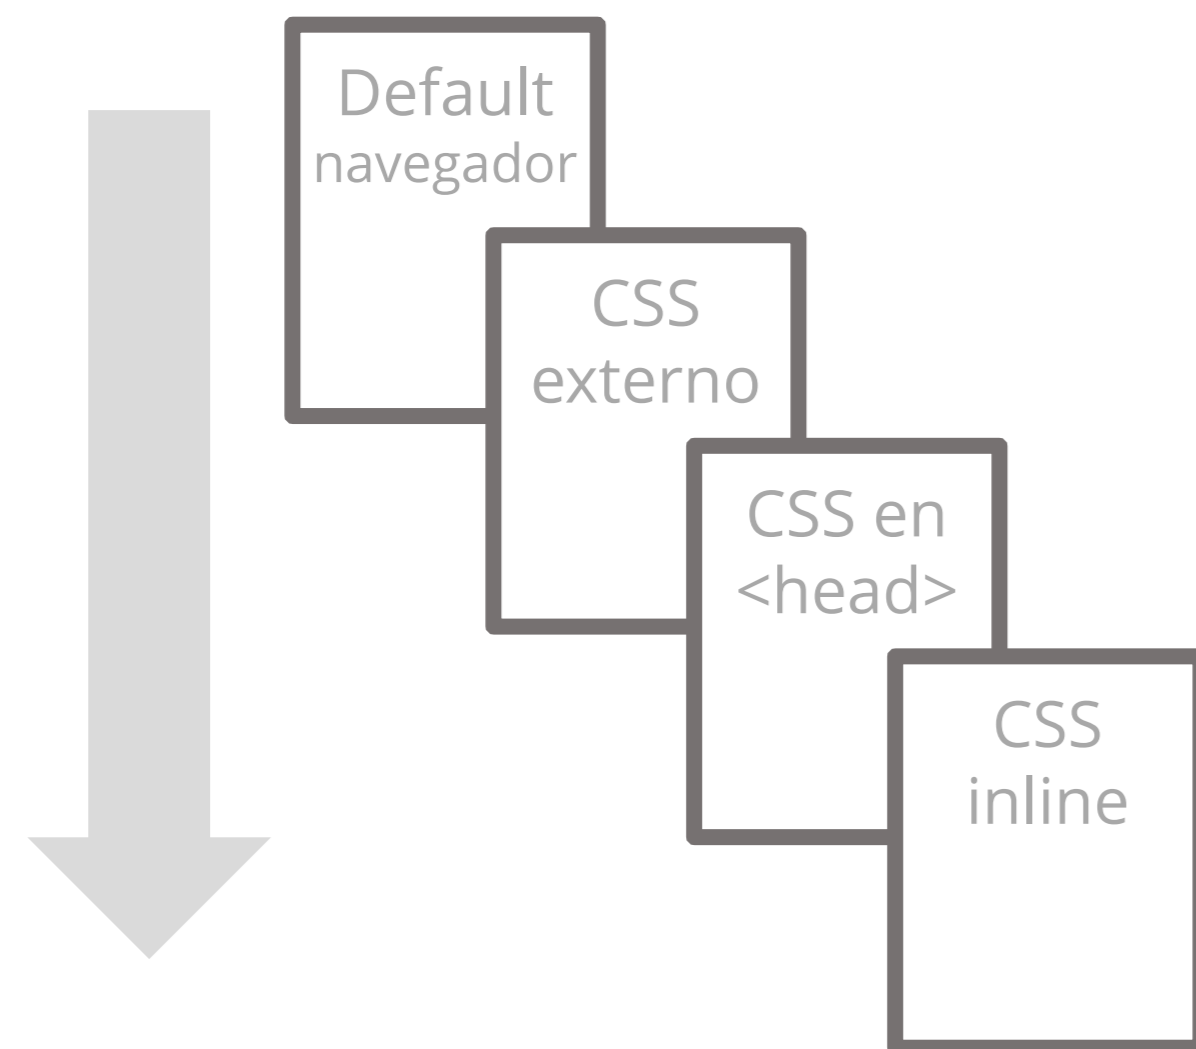 Default
navegador
CSS
externo
CSS en
<head>
CSS
inline